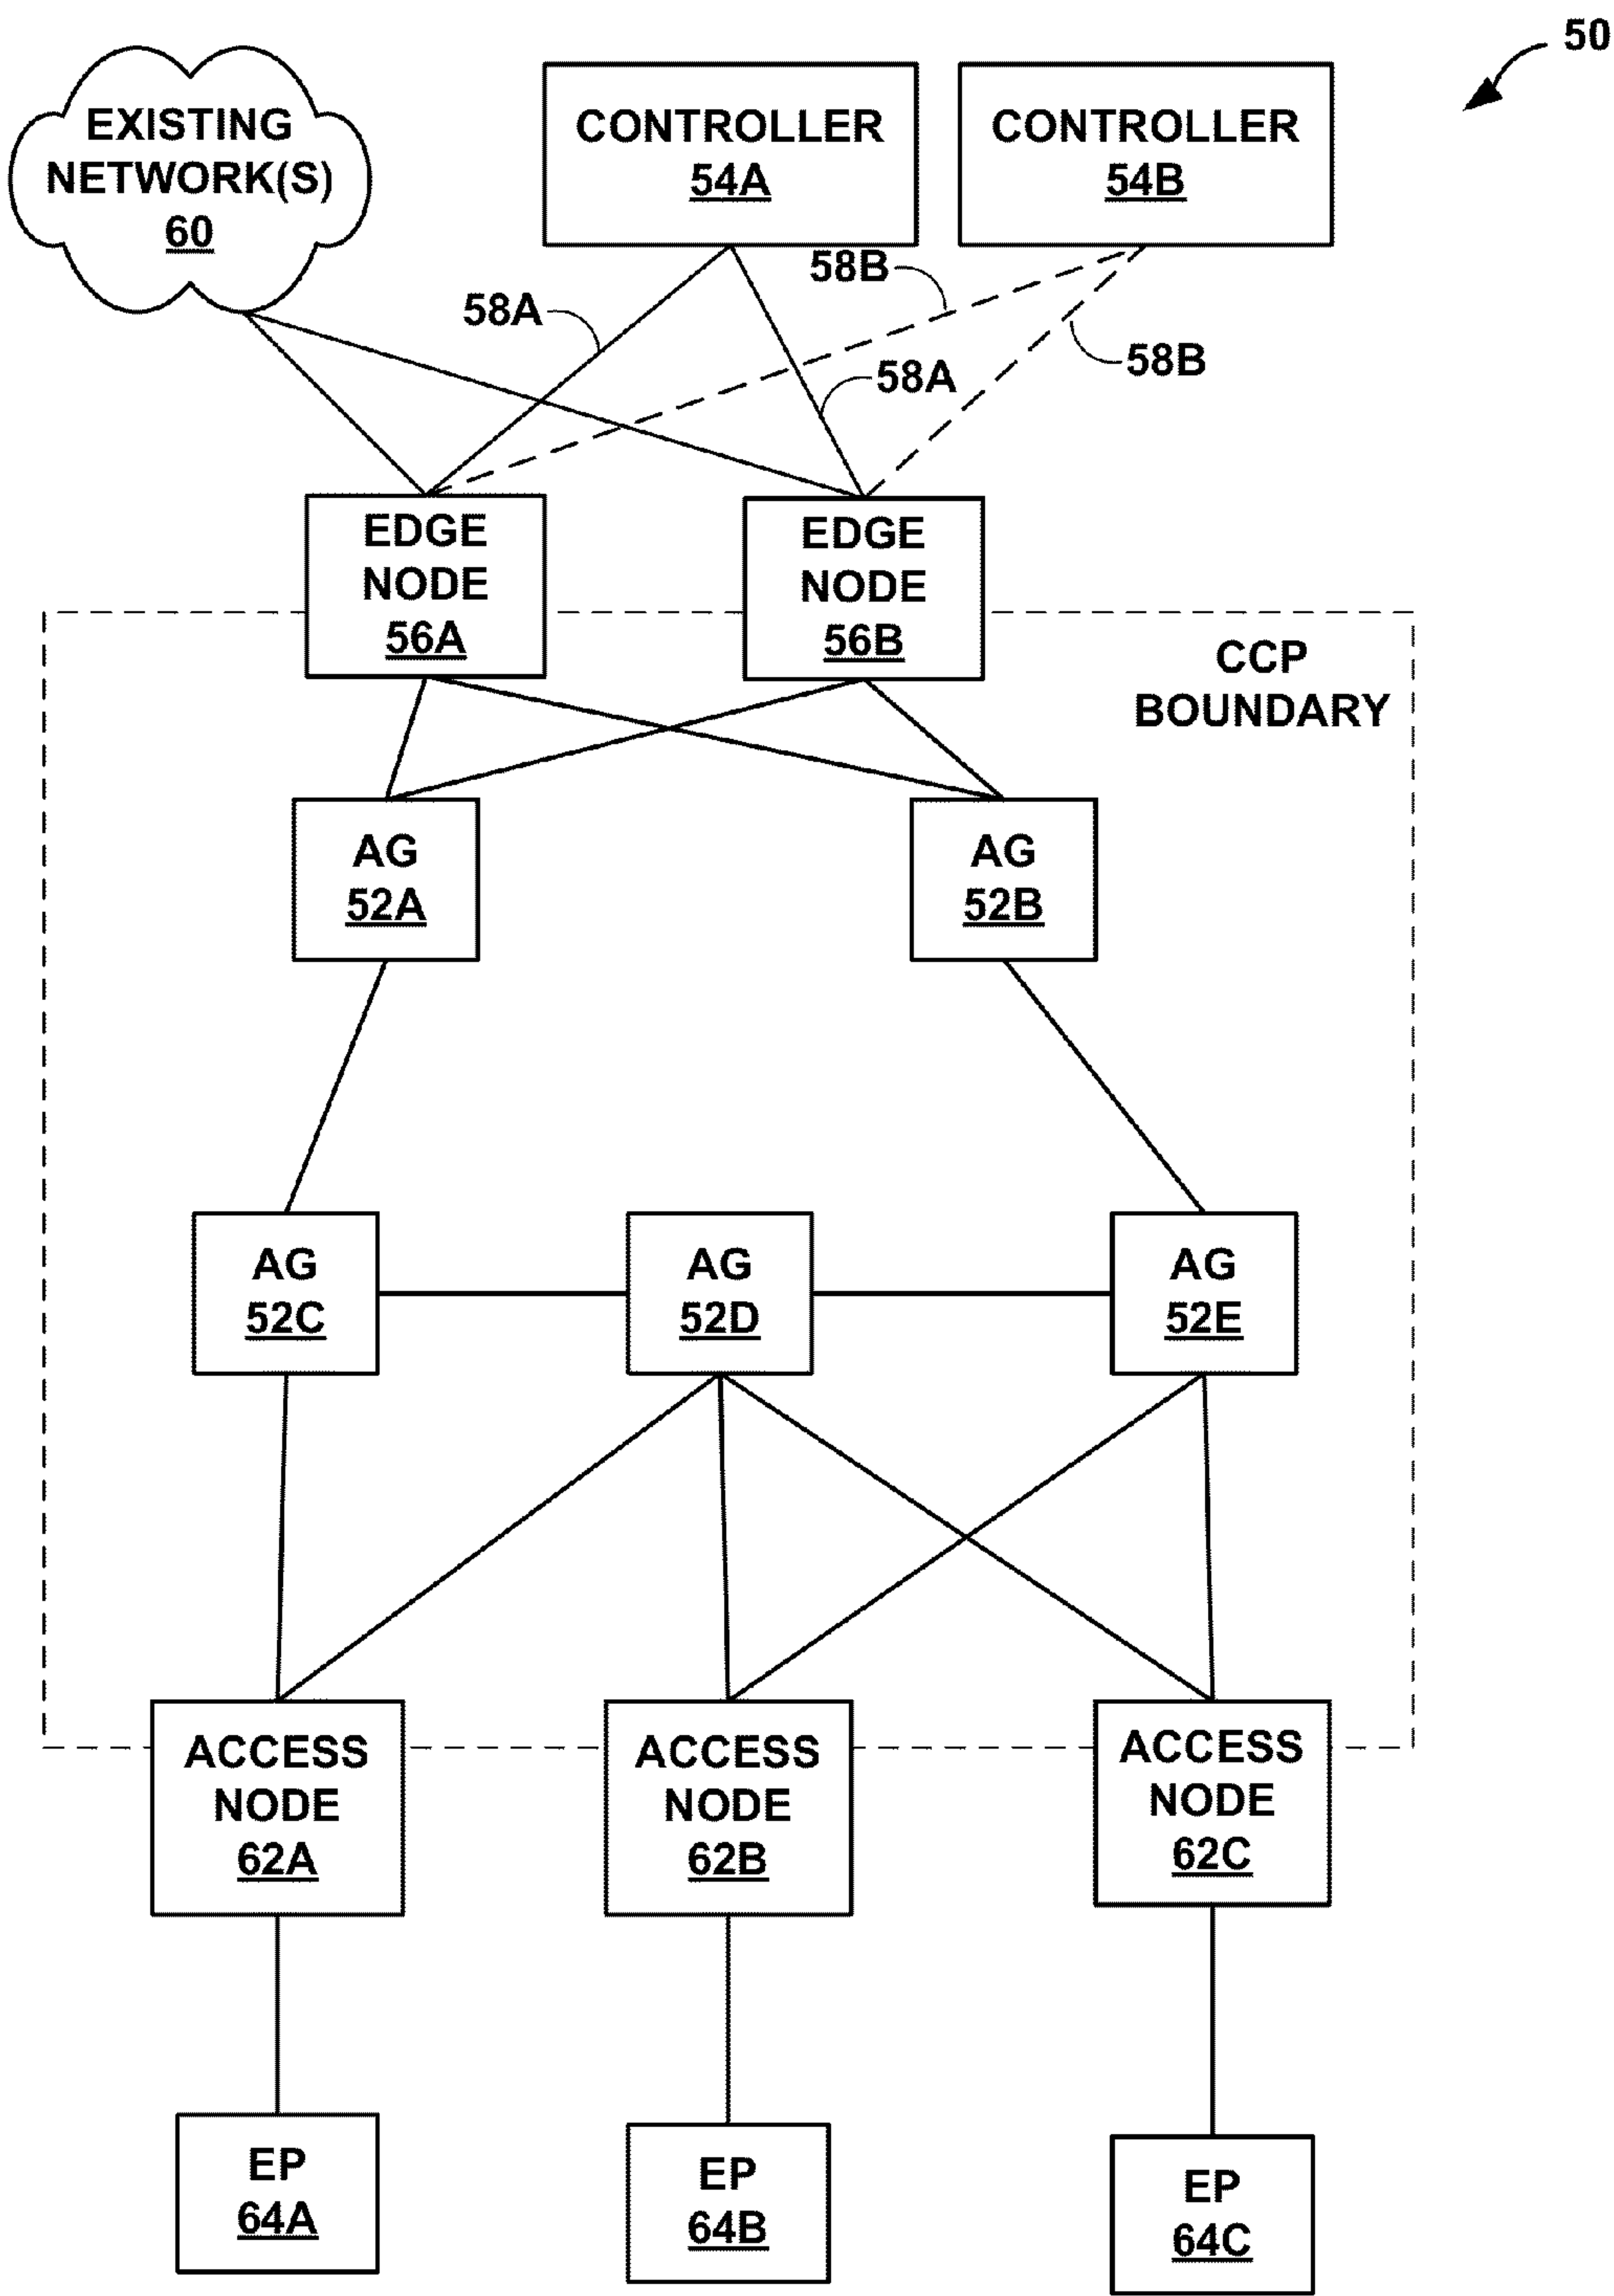 50
EXISTING
NETWORK(S)
60
CONTROLLER
54A
CONTROLLER
54B
58B
58A
58B
58A
EDGE
NODE
56A
EDGE
NODE
56B
CCP
BOUNDARY
AG
52A
AG
52B
AG
52C
AG
52D
AG
52E
ACCESS
NODE
62A
ACCESS
NODE
62B
ACCESS
NODE
62C
EP
64A
EP
64B
EP
64C